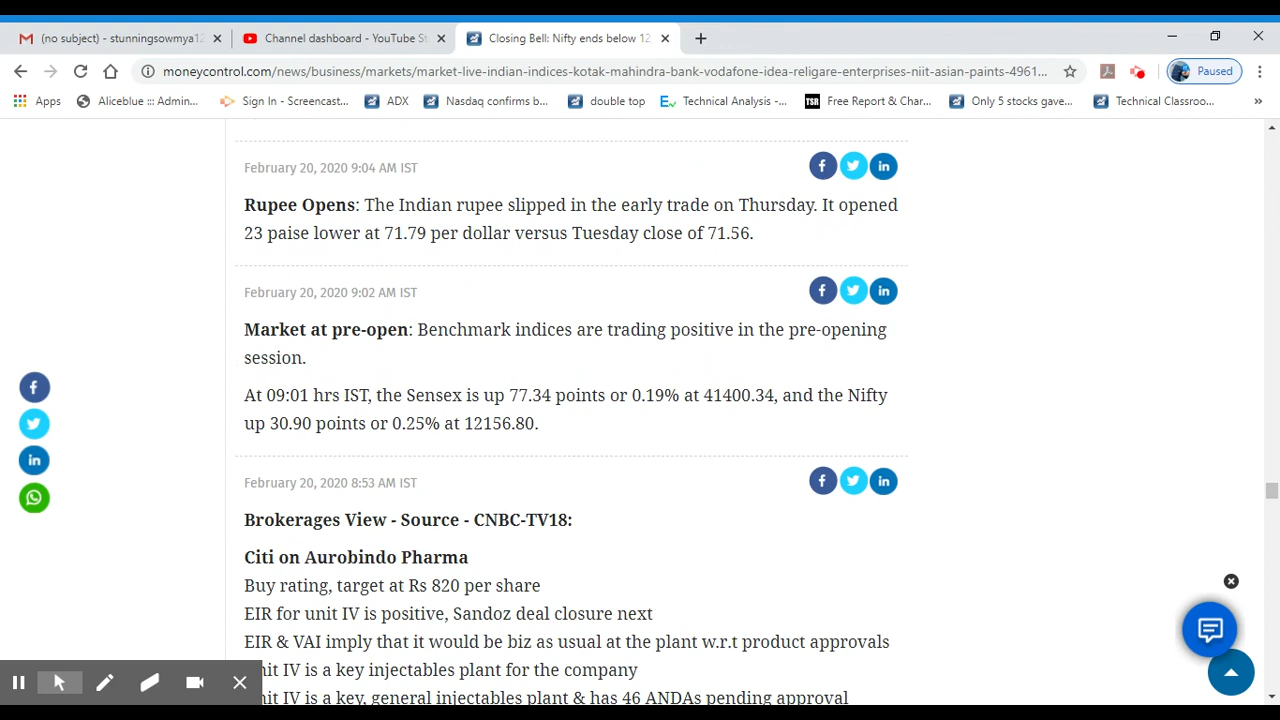 (no subject) - stunningsowmya12
Channel dashboard - YouTube St
Closing Bell: Nifty ends below 12
moneycontrol.com/news/business/markets/market-live-indian-indices-kotak-mahindra-bank-vodafone-idea-religare-enterprises-niit-asian-paints-4961...
Paused
Apps
Aliceblue ::: Admin...
Sign In - Screencast...
ADX
Nasdaq confirms b...
double top
Technical Analysis -...
TSR
Free Report & Char...
Only 5 stocks gave...
Technical Classroo...
February 20, 2020 9:04 AM IST
Rupee Opens: The Indian rupee slipped in the early trade on Thursday. It opened
23 paise lower at 71.79 per dollar versus Tuesday close of 71.56.
February 20, 2020 9:02 AM IST
Market at pre-open: Benchmark indices are trading positive in the pre-opening
session.
At 09:01 hrs IST, the Sensex is up 77.34 points or 0.19% at 41400.34, and the Nifty
up 30.90 points or 0.25% at 12156.80.
February 20, 2020 8:53 AM IST
Brokerages View - Source - CNBC-TV18:
Citi on Aurobindo Pharma
Buy rating, target at Rs 820 per share
EIR for unit IV is positive, Sandoz deal closure next
EIR & VAI imply that it would be biz as usual at the plant w.r.t product approvals
nit IV is a key injectables plant for the company
nit IV is a key, general injectables plant & has 46 ANDAs pending approval